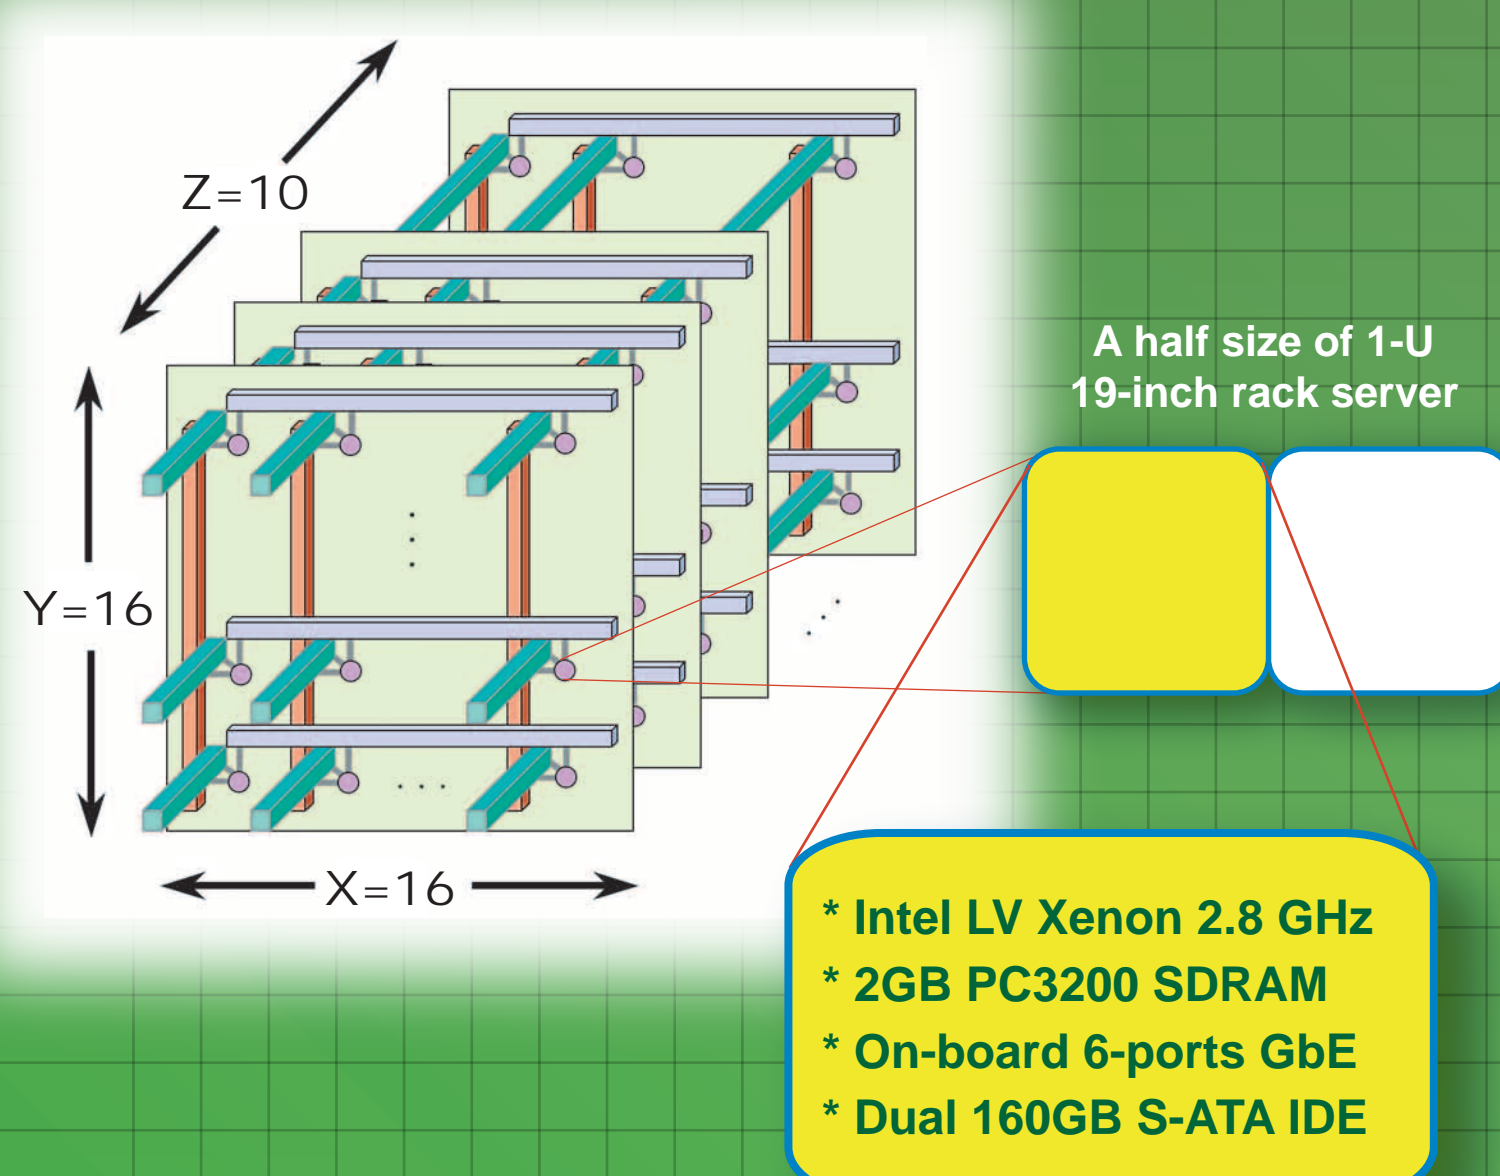 Z=10
Y=16
X=16
A half size of 1-U
19-inch rack server
* Intel LV Xenon 2.8 GHz
* 2GB PC3200 SDRAM
* On-board 6-ports GbE
* Dual 160GB S-ATA IDE